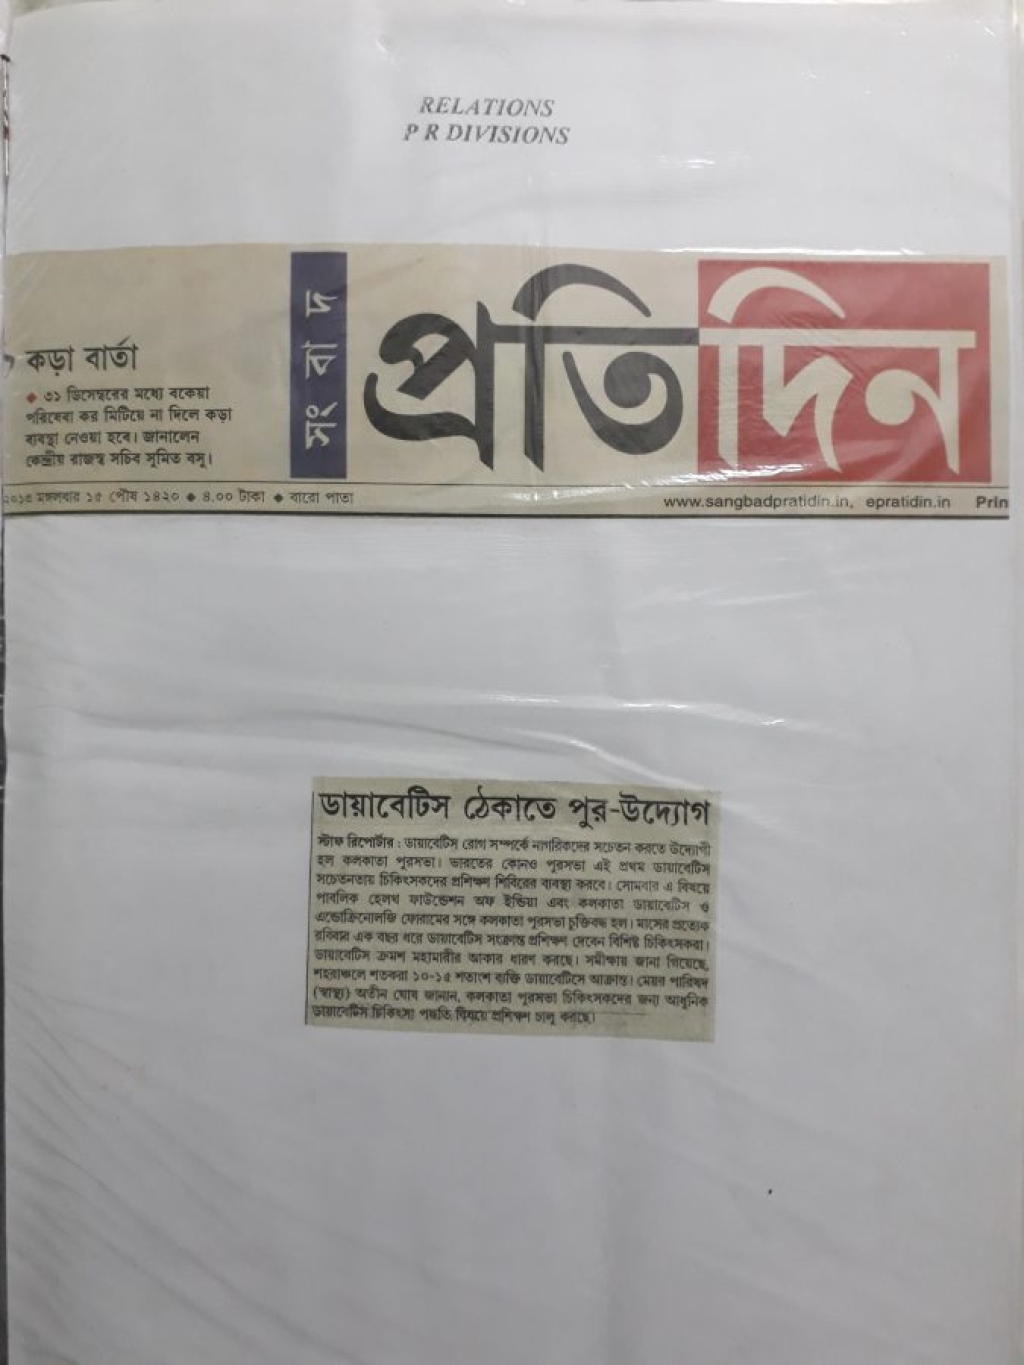 RELATIONS
P R DIVISIONS
কড়া বার্তা
৩১ ডিসেম্বরের মধ্যে বকেয়া
পরিষেবা কর মিটিয়ে না দিলে কড়া
ব্যবস্থা নেওয়া হবে। জানালেন
কেন্দ্রীয় রাজস্ব সচিব সুমিত বসু।
সংবাদ
প্রতিদিন
২০১৩ মঙ্গলবার ১৫ পৌষ ১৪২০ ◆ ৪.০০ টাকা ◆ বারো পাতা
www.sangbadpratidin.in, epratidin.in Prin
ডায়াবেটিস ঠেকাতে পুর-উদ্যোগ
স্টাফ রিপোর্টার : ডায়াবেটিস রোগ সম্পর্কে নাগরিকদের সচেতন করতে উদ্যোগী
হল কলকাতা পুরসভা। ভারতের কোনও পুরসভা এই প্রথম ডায়াবেটিস
সচেতনতায় চিকিৎসকদের প্রশিক্ষণ শিবিরের ব্যবস্থা করবে। সোমবার এ বিষয়ে
পাবলিক হেলথ ফাউন্ডেশন অফ ইন্ডিয়া এবং কলকাতা ডায়াবেটিস ও
এন্ডোক্রিনোলজি ফোরামের সঙ্গে কলকাতা পুরসভা চুক্তিবদ্ধ হল। মাসের প্রত্যেক
রবিবার এক বছর ধরে ডায়াবেটিস সংক্রান্ত প্রশিক্ষণ দেবেন বিশিষ্ট চিকিৎসকরা।
ডায়াবেটিস ক্রমশ মহামারীর আকার ধারণ করছে। সমীক্ষায় জানা গিয়েছে,
শহরাঞ্চলে শতকরা ১০-১৫ শতাংশ ব্যক্তি ডায়াবেটিসে আক্রান্ত। মেয়র পারিষদ
(স্বাস্থ্য) অতীন ঘোষ জানান, কলকাতা পুরসভা চিকিৎসকদের জন্য আধুনিক
ডায়াবেটিস চিকিৎসা পদ্ধতি বিষয়ে প্রশিক্ষণ চালু করছে।